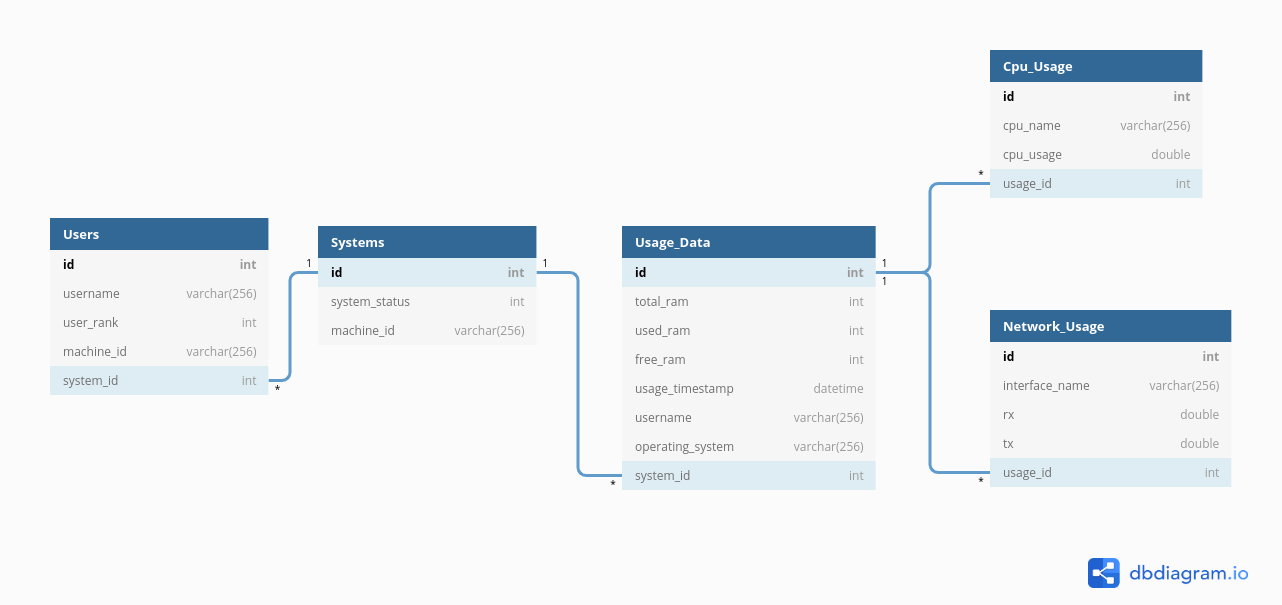 Users
id int
username varchar(256)
user_rank int
machine_id varchar(256)
system_id int
1
*
Systems
id int
system_status int
machine_id varchar(256)
1
*
Usage_Data
id int
total_ram int
used_ram int
free_ram int
usage_timestamp datetime
username varchar(256)
operating_system varchar(256)
system_id int
1
1
*
*
Cpu_Usage
id int
cpu_name varchar(256)
cpu_usage double
usage_id int
Network_Usage
id int
interface_name varchar(256)
rx double
tx double
usage_id int
dbdiagram.io